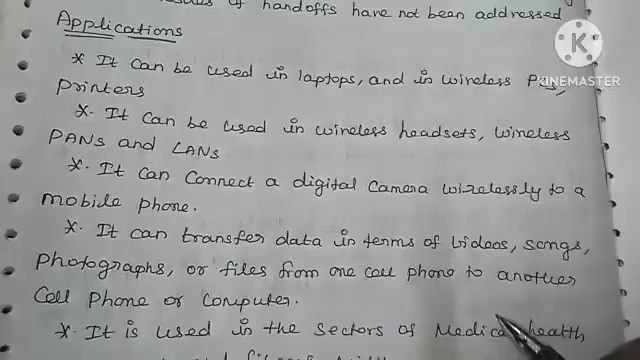 of handoffs have not been addressed
Applications
* It can be used in laptops, and in wireless PCs,
printers
*. It can be used in wireless headsets, wireless
PANs and LANs
*. It can connect a digital camera wirelessly to a
mobile phone.
*. It can transfer data in terms of videos, songs,
photographs, or files from one cell phone to another
cell phone or computer.
*. It is used in the sectors of Medical health
K
KINEMASTER